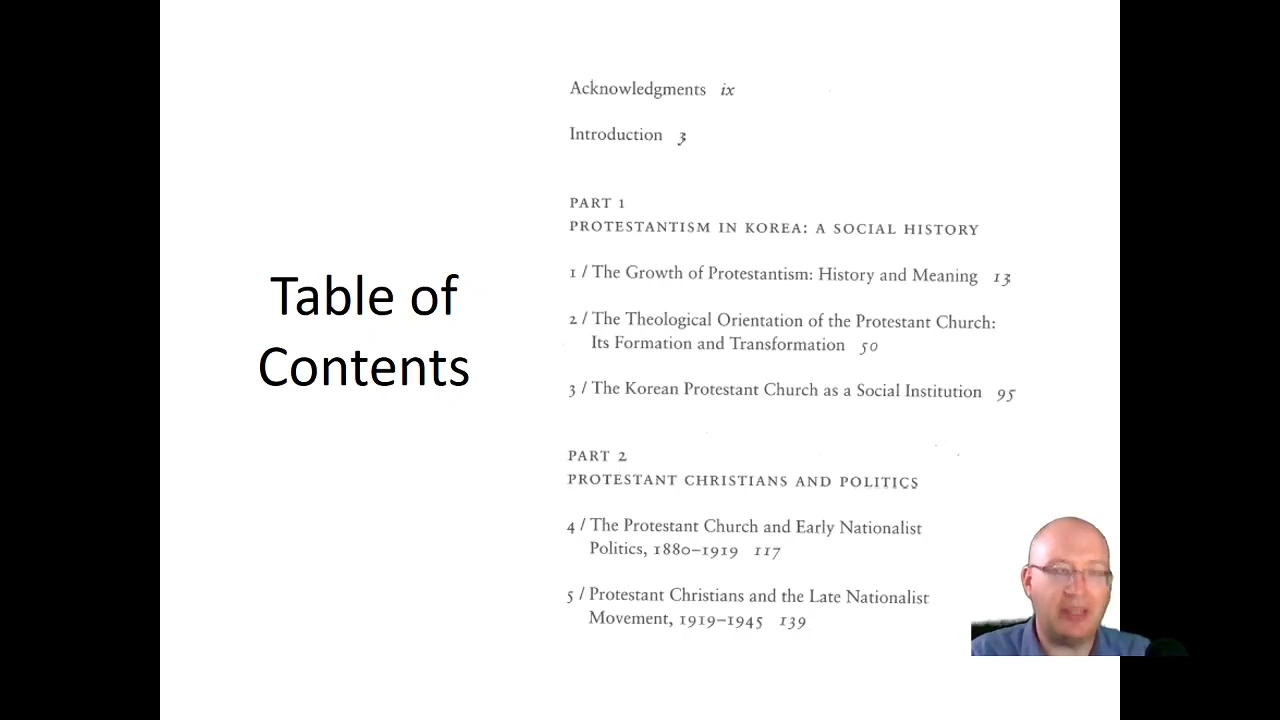 Table of
Contents
Acknowledgments ix
Introduction 3
PART 1
PROTESTANTISM IN KOREA: A SOCIAL HISTORY
1 / The Growth of Protestantism: History and Meaning 13
2 / The Theological Orientation of the Protestant Church:
Its Formation and Transformation 50
3 / The Korean Protestant Church as a Social Institution 95
PART 2
PROTESTANT CHRISTIANS AND POLITICS
4 / The Protestant Church and Early Nationalist
Politics, 1880–1919 117
5 / Protestant Christians and the Late Nationalist
Movement, 1919–1945 139